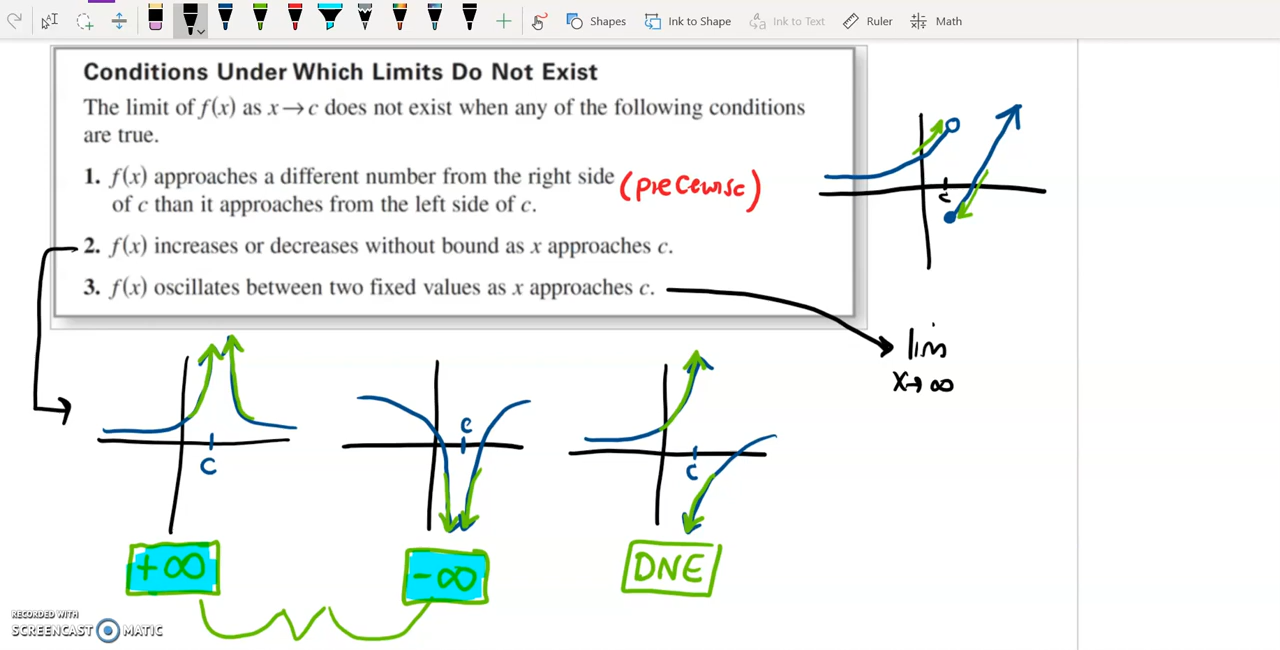 Shapes Ink to Shape Ink to Text Ruler Math
Conditions Under Which Limits Do Not Exist
The limit of f(x) as x→c does not exist when any of the following conditions
are true.
1. f(x) approaches a different number from the right side
of c than it approaches from the left side of c.
(piecewise)
2. f(x) increases or decreases without bound as x approaches c.
3. f(x) oscillates between two fixed values as x approaches c.
c
lim
x→∞
c
c
c
+∞
-∞
DNE
RECORDED WITH
SCREENCAST MATIC